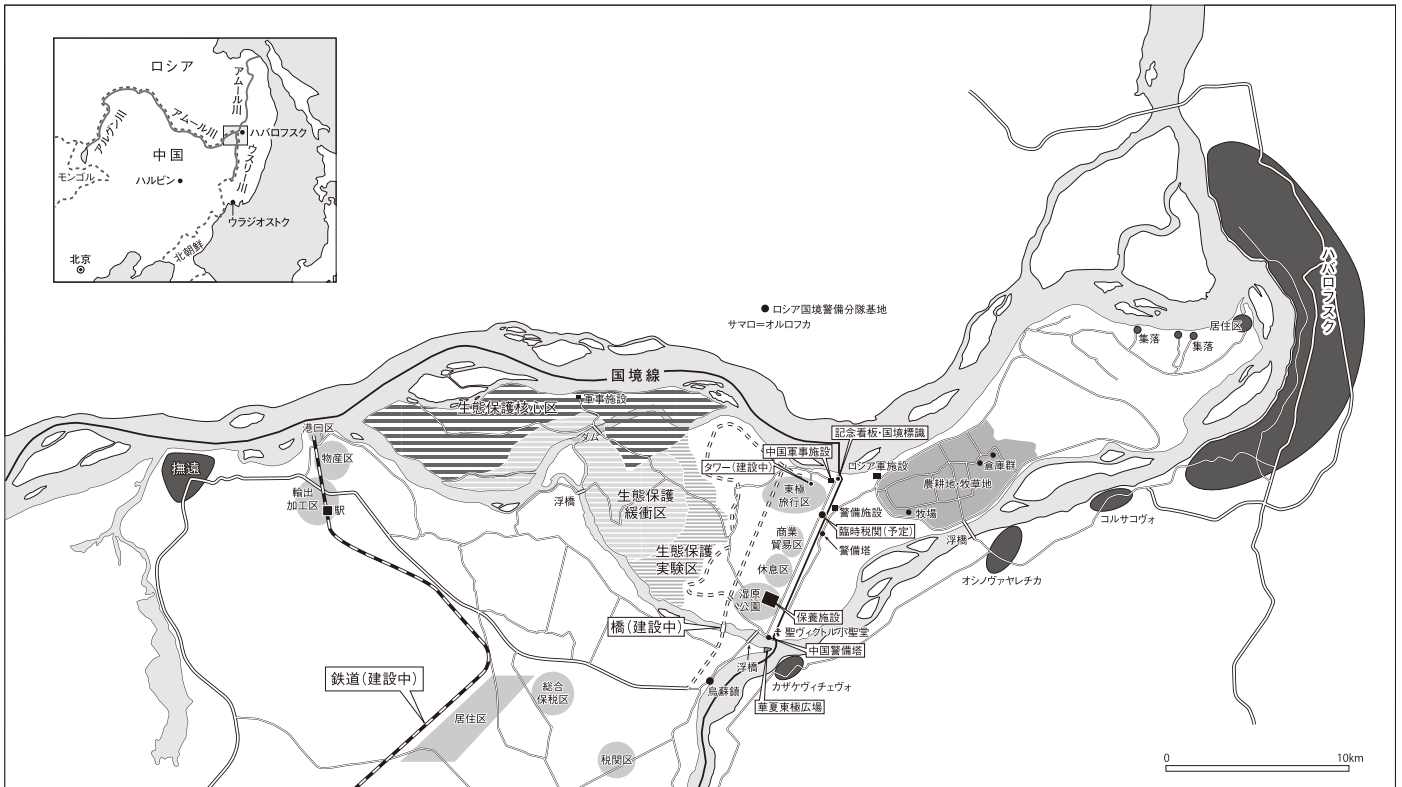 ロシア
アムール川
アムール川
アルグン川
ハバロフスク
中国
ウスリー川
モンゴル
ハルビン
ウラジオストク
北朝鮮
北京
ロシア国境警備分隊基地
サマロ=オルロフカ
ハバロフスク
居住区
集落
集落
国境線
生態保護核心区
軍事施設
ダム
港口区
物産区
撫遠
輸出
加工区
駅
浮橋
生態保護
緩衝区
生態保護
実験区
記念看板・国境標識
中国軍事施設
タワー(建設中)
ロシア軍施設
東極
旅行区
倉庫群
農耕地・牧草地
牧場
警備施設
臨時税関(予定)
商業
貿易区
警備塔
浮橋
コルサコヴォ
オシノヴァヤレチカ
休息区
湿原
公園
保養施設
橋(建設中)
聖ヴィクトル小聖堂
中国警備塔
浮橋
カザケヴィチェヴォ
烏蘇鎮
華夏東極広場
鉄道(建設中)
総合
保税区
居住区
税関区
0
10km